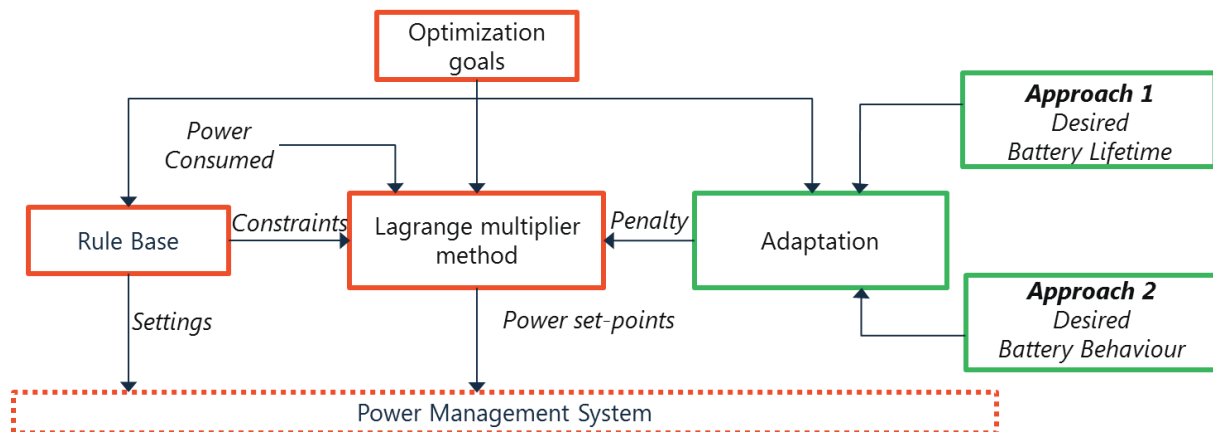 Optimization
goals
Approach 1
Desired
Battery Lifetime
Power
Consumed
Rule Base
Constraints
Lagrange multiplier
method
Penalty
Adaptation
Approach 2
Desired
Battery Behaviour
Settings
Power set-points
Power Management System